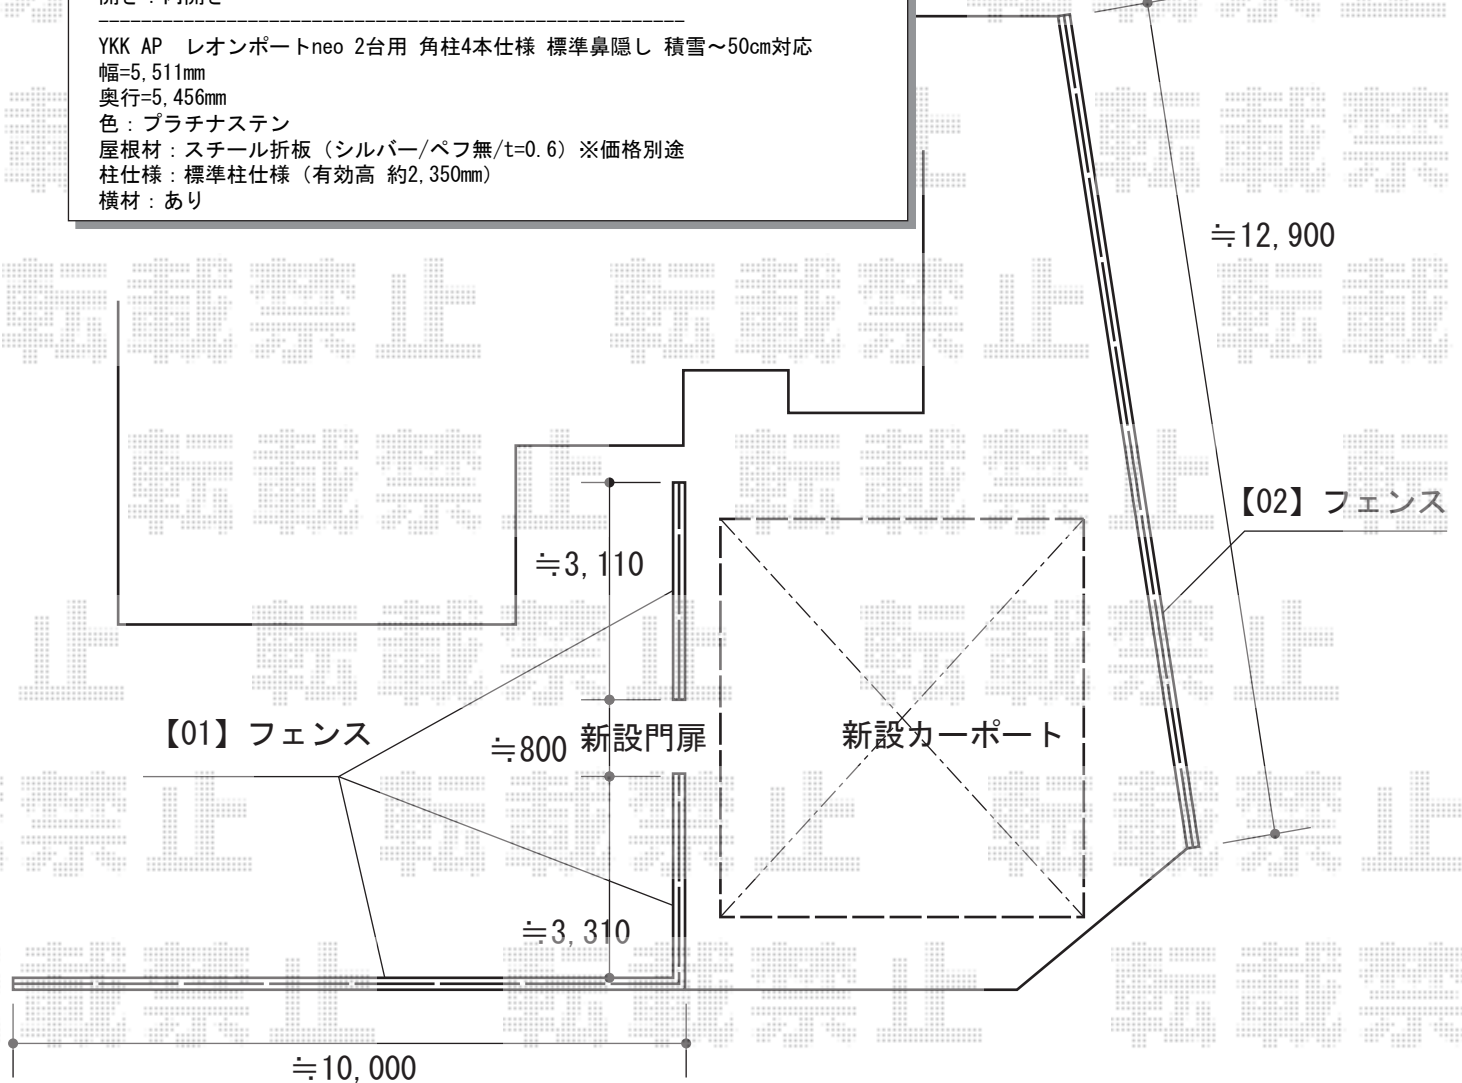 YKK AP レオンポートneo 2台用 角柱4本仕様 標準鼻隠し 積雪～50cm対応
幅=5,511mm
奥行=5,456mm
色：プラチナステン
屋根材：スチール折板（シルバー/ペフ無/t=0.6）※価格別途
柱仕様：標準柱仕様（有効高 約2,350mm）
横材：あり
≒12,900
転載禁止
【02】フェンス
≒3,110
【01】フェンス
≒800
新設門扉
新設カーポート
≒3,310
≒10,000